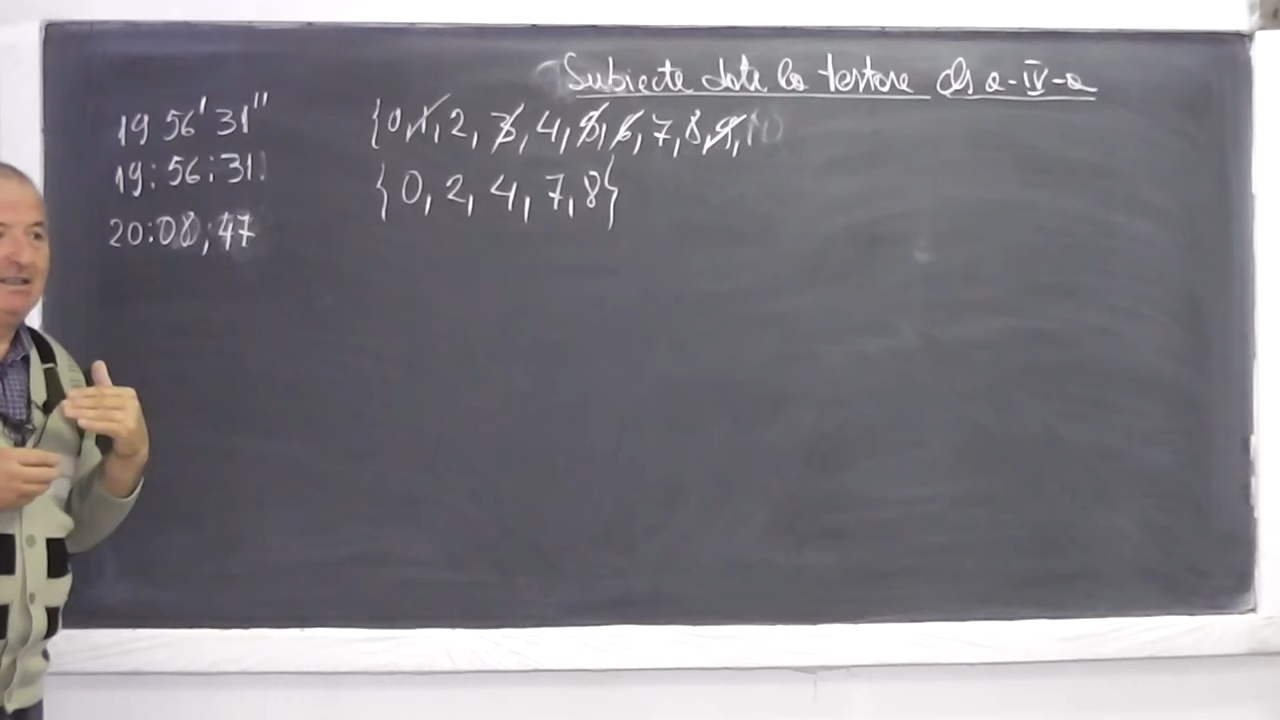 Subiecte date la testare cls a-IV-a
19 56' 31"
19:56:31
20:08:47
{0,1,2,3,4,5,6,7,8,9,10
{0,2,4,7,8}